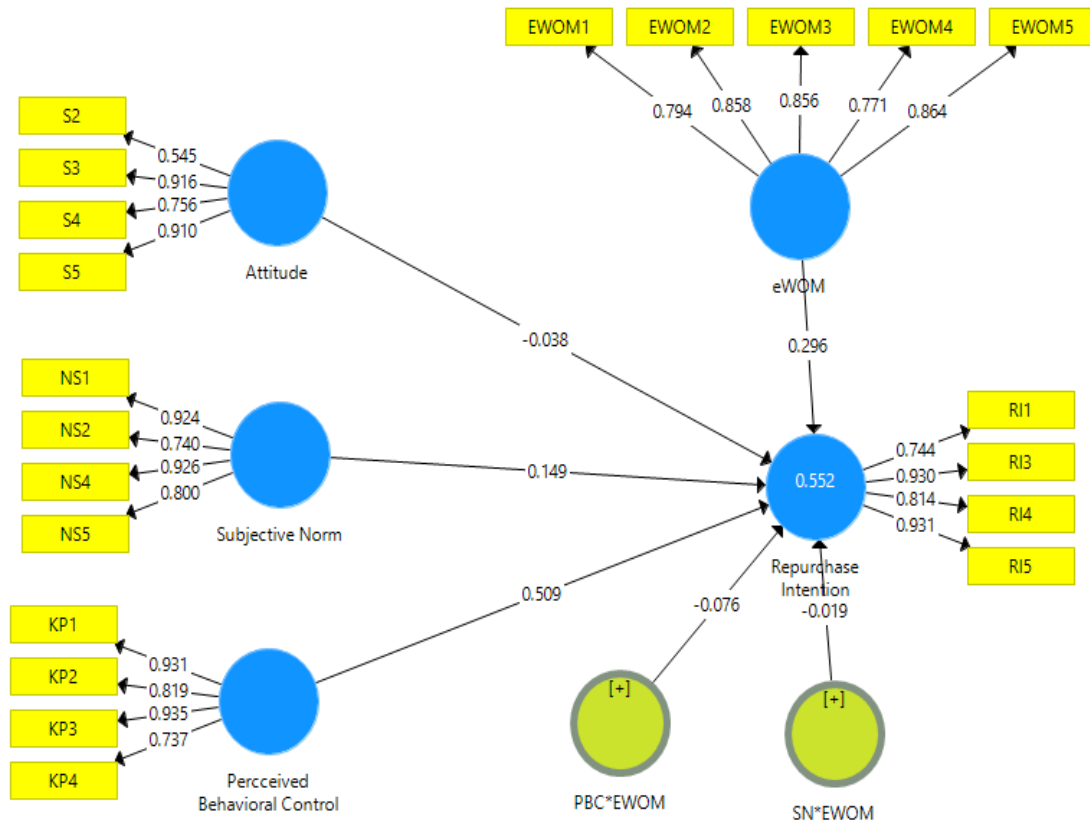 EWOM1
EWOM2
EWOM3
EWOM4
EWOM5
0.794
0.858
0.856
0.771
0.864
eWOM
0.296
S2
S3
S4
S5
0.545
0.916
0.756
0.910
Attitude
-0.038
NS1
NS2
NS4
NS5
0.924
0.740
0.926
0.800
Subjective Norm
0.149
KP1
KP2
KP3
KP4
0.931
0.819
0.935
0.737
Percceived
Behavioral Control
0.509
0.552
Repurchase
Intention
0.744
0.930
0.814
0.931
RI1
RI3
RI4
RI5
-0.076
-0.019
[+]
PBC*EWOM
[+]
SN*EWOM